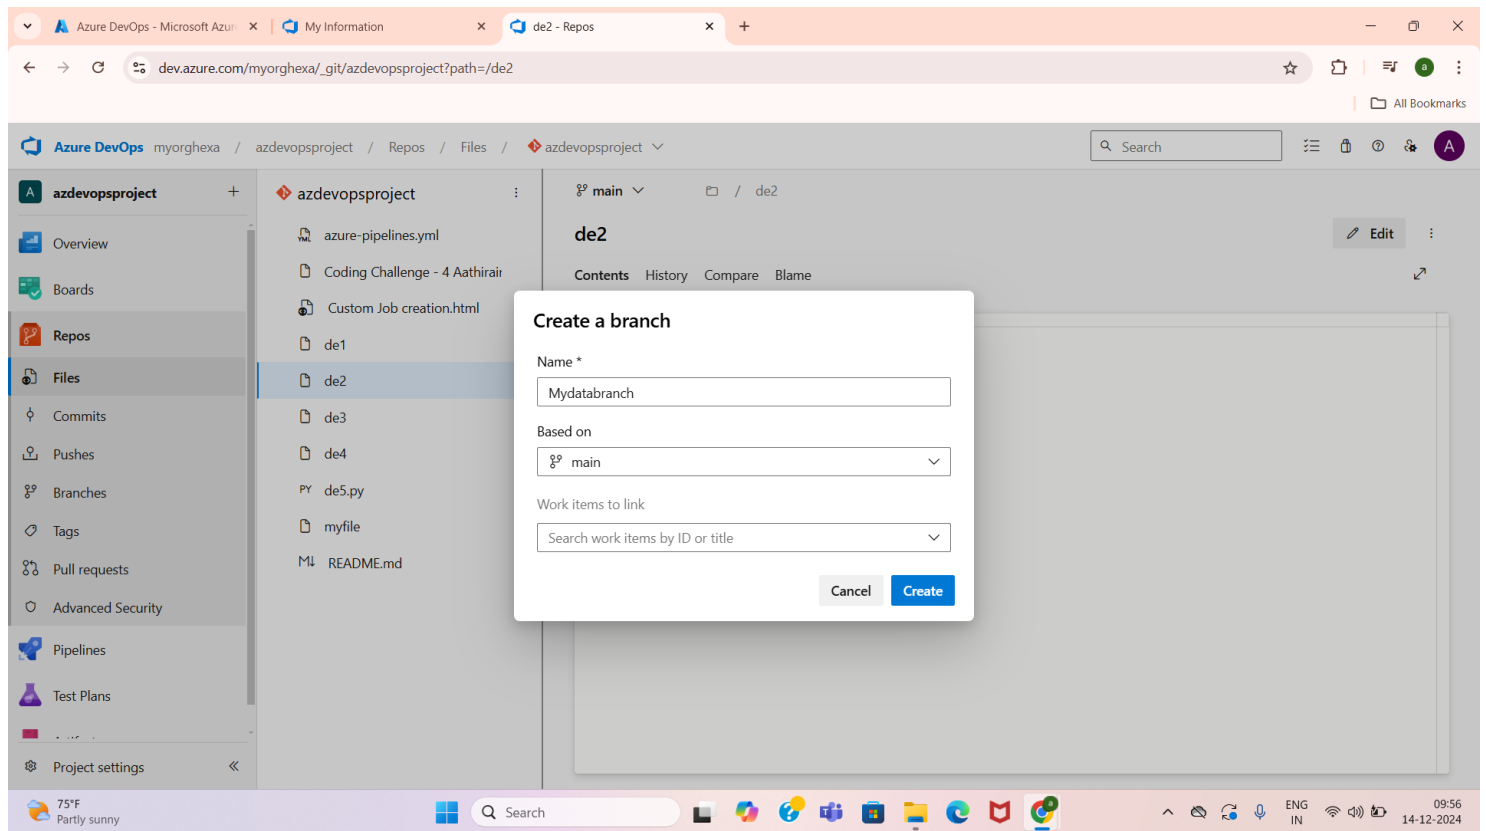 Azure DevOps - Microsoft Azur
My Information
de2 - Repos
dev.azure.com/myorghexa/_git/azdevopsproject?path=/de2
a
All Bookmarks
Azure DevOps myorghexa / azdevopsproject / Repos / Files / azdevopsproject
Search
A
A azdevopsproject
Overview
Boards
Repos
Files
Commits
Pushes
Branches
Tags
Pull requests
Advanced Security
Pipelines
Test Plans
Project settings
azdevopsproject
YML azure-pipelines.yml
Coding Challenge - 4 Aathirair
Custom Job creation.html
de1
de2
de3
de4
PY de5.py
myfile
M↓ README.md
main / de2
de2
Edit
Contents History Compare Blame
Create a branch
Name *
Mydatabranch
Based on
main
Work items to link
Search work items by ID or title
Cancel Create
75°F
Partly sunny
Search
a
ENG
IN
09:56
14-12-2024